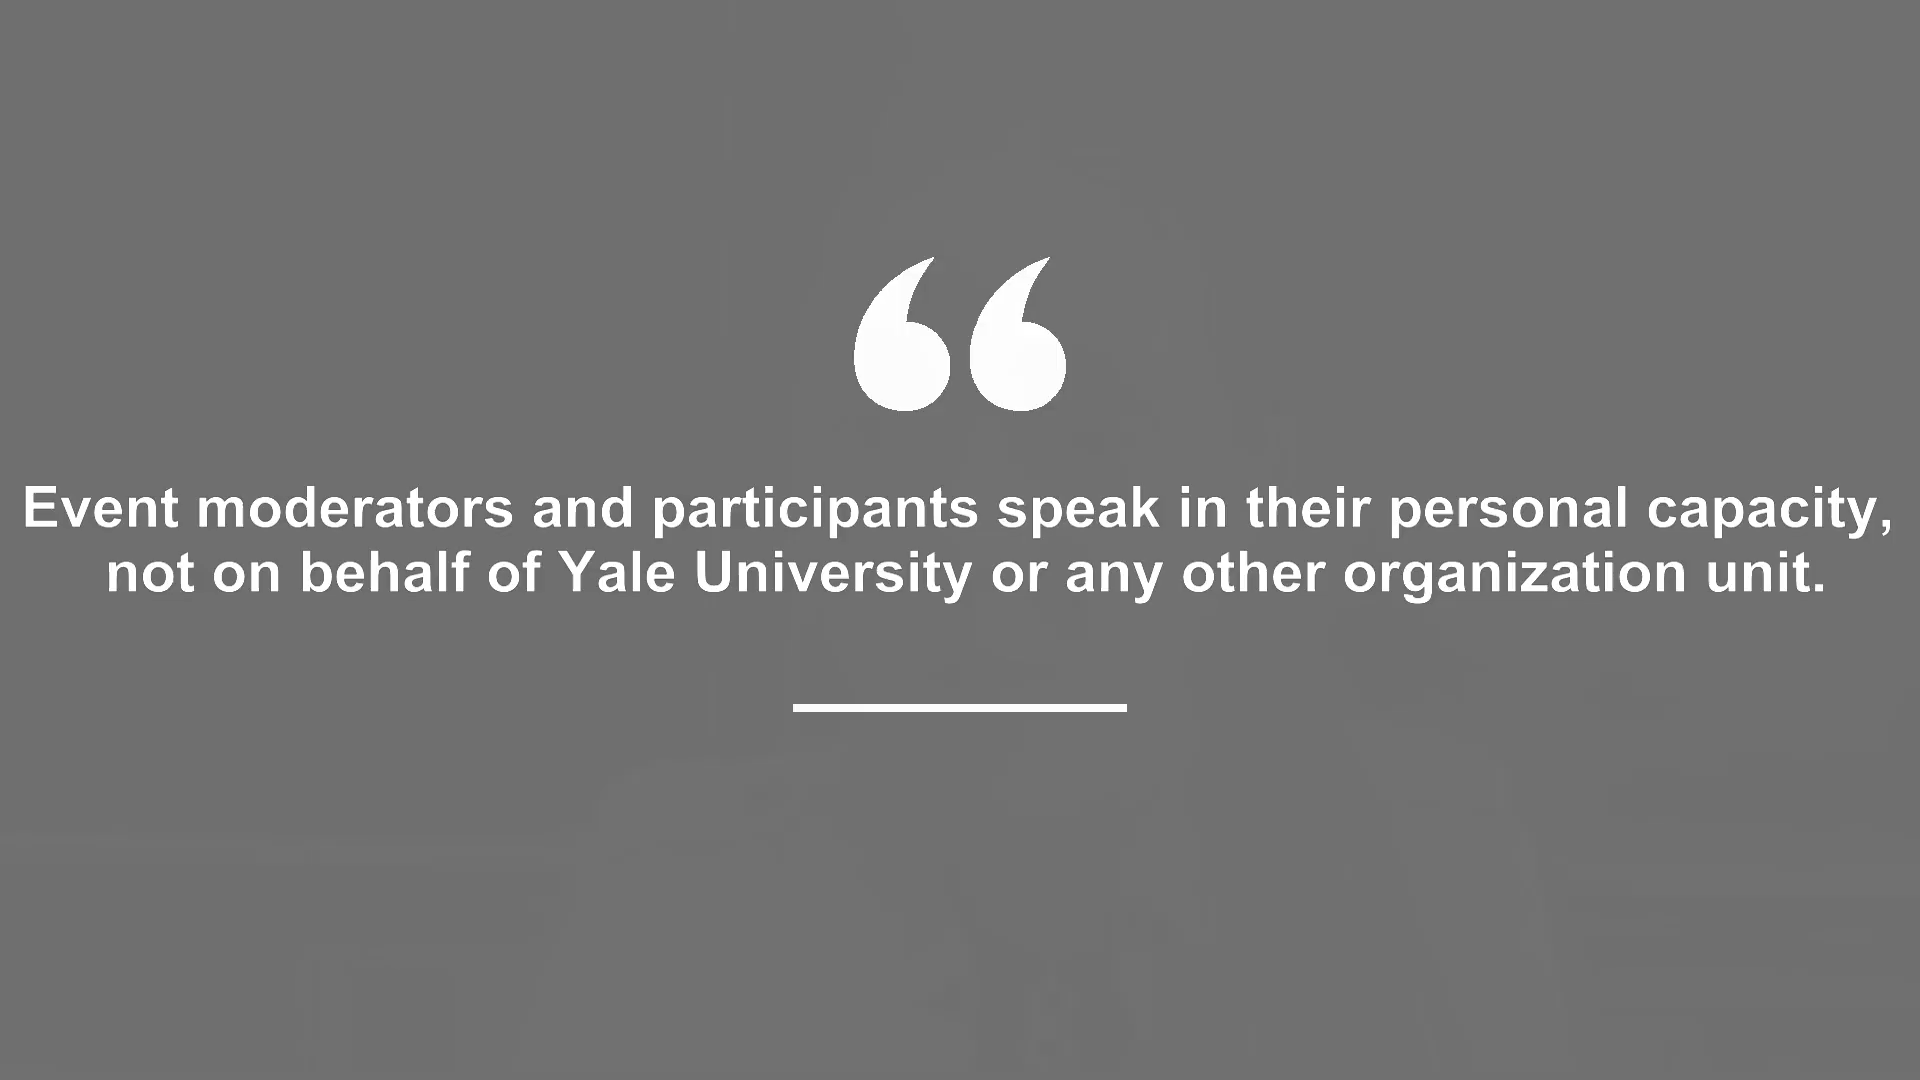 “
Event moderators and participants speak in their personal capacity,
not on behalf of Yale University or any other organization unit.